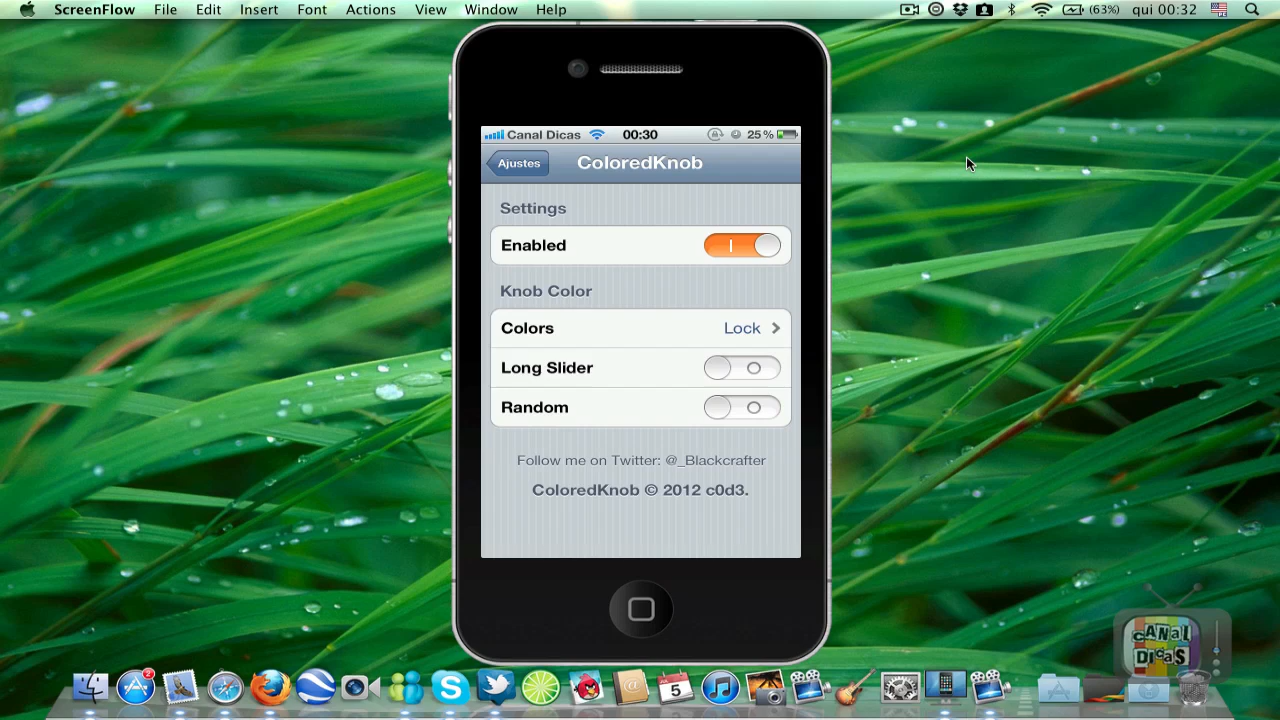 ScreenFlow File Edit Insert Font Actions View Window Help (63%) qui 00:32
Canal Dicas 00:30 25%
Ajustes ColoredKnob
Settings
Enabled
Knob Color
Colors Lock
Long Slider
Random
Follow me on Twitter: @_Blackcrafter
ColoredKnob © 2012 c0d3.
CANAL
DICAS
2
5